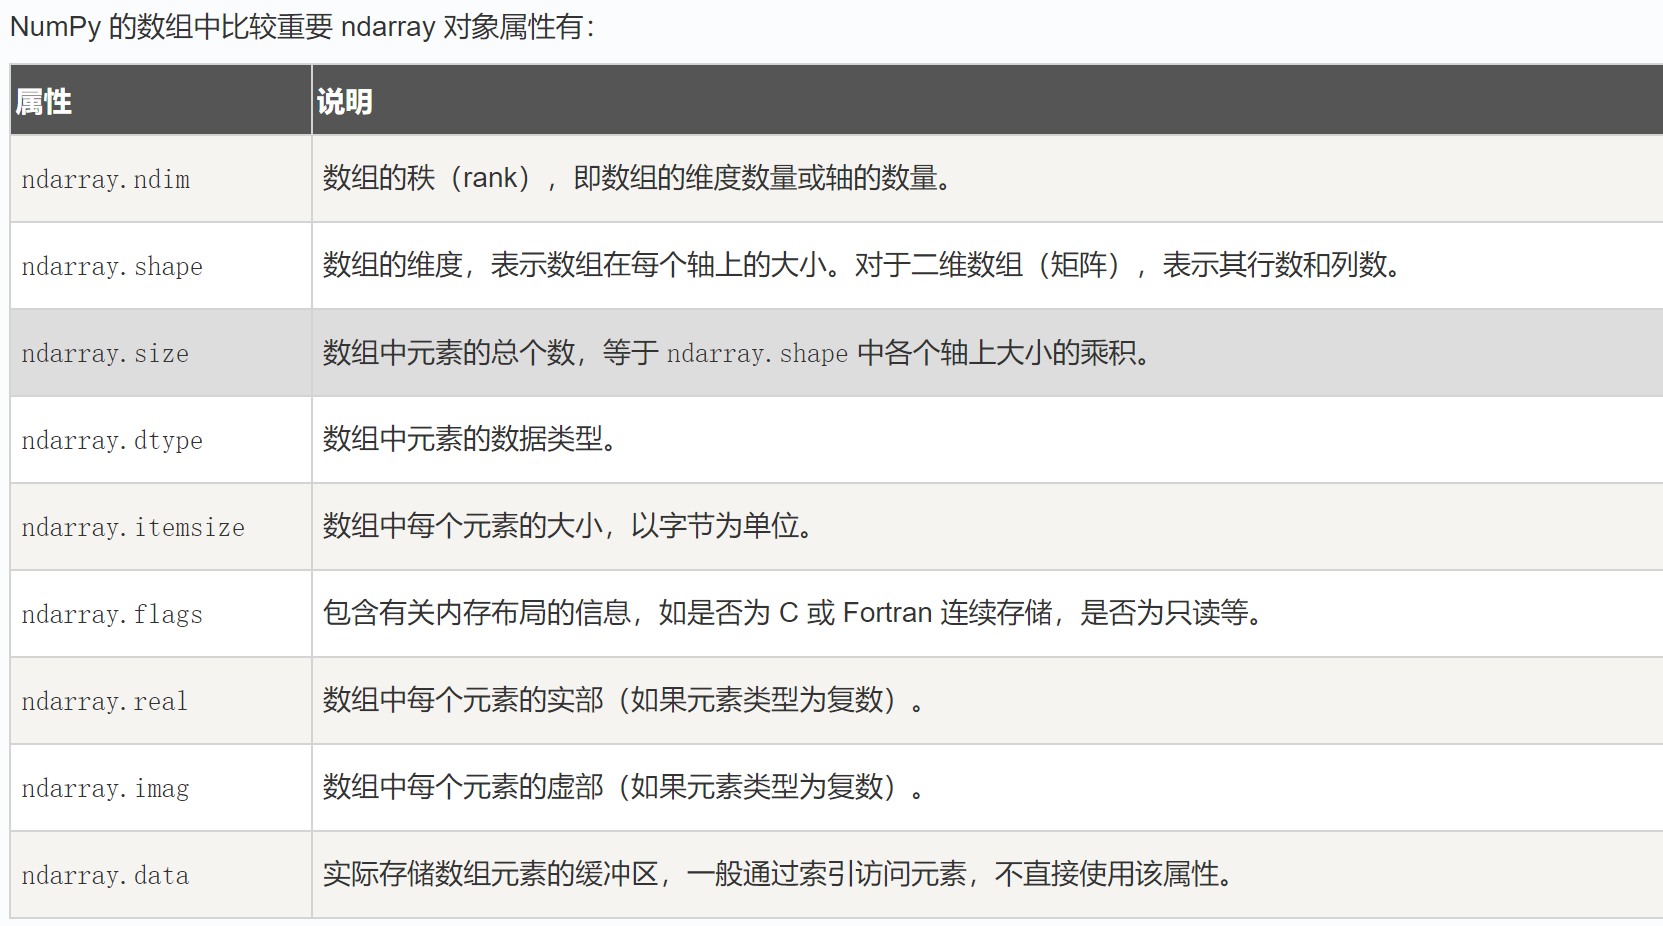 NumPy 的数组中比较重要 ndarray 对象属性有：
属性 说明
ndarray.ndim 数组的秩（rank），即数组的维度数量或轴的数量。
ndarray.shape 数组的维度，表示数组在每个轴上的大小。对于二维数组（矩阵），表示其行数和列数。
ndarray.size 数组中元素的总个数，等于 ndarray.shape 中各个轴上大小的乘积。
ndarray.dtype 数组中元素的数据类型。
ndarray.itemsize 数组中每个元素的大小，以字节为单位。
ndarray.flags 包含有关内存布局的信息，如是否为 C 或 Fortran 连续存储，是否为只读等。
ndarray.real 数组中每个元素的实部（如果元素类型为复数）。
ndarray.imag 数组中每个元素的虚部（如果元素类型为复数）。
ndarray.data 实际存储数组元素的缓冲区，一般通过索引访问元素，不直接使用该属性。